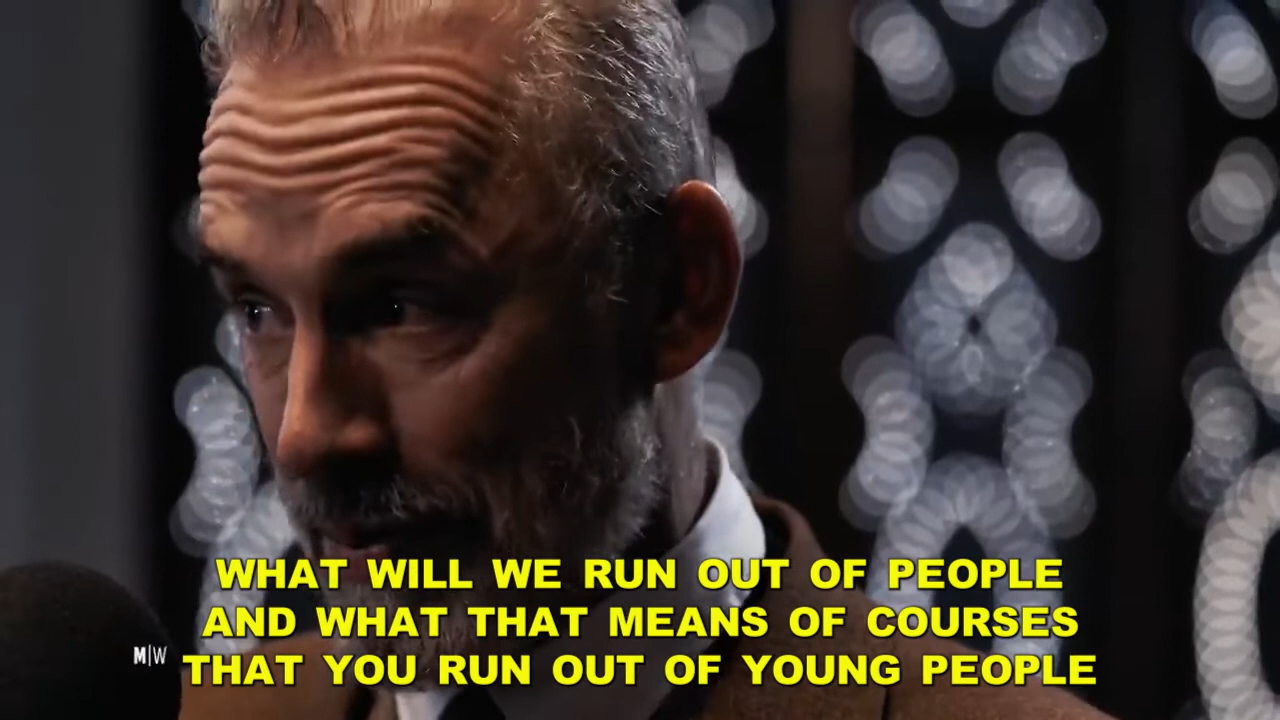 WHAT WILL WE RUN OUT OF PEOPLE
AND WHAT THAT MEANS OF COURSES
M|W
THAT YOU RUN OUT OF YOUNG PEOPLE